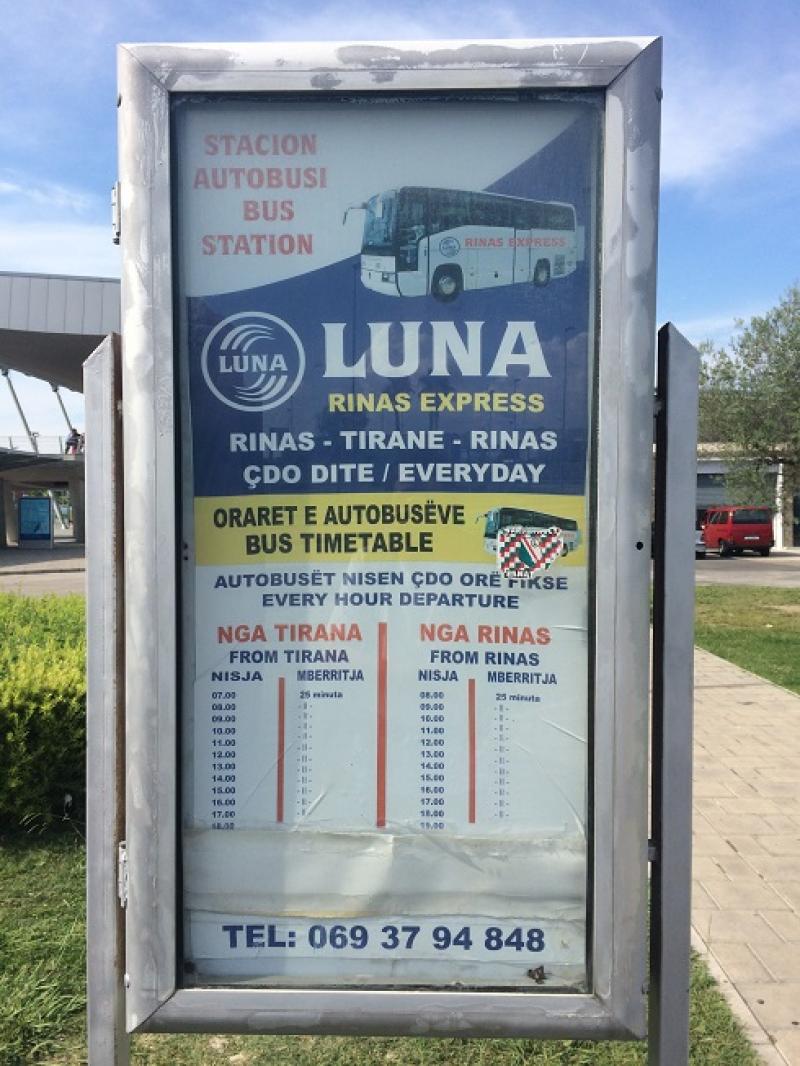 STACION
AUTOBUSI
BUS
STATION
LUNA RINAS EXPRESS
LUNA
LUNA
RINAS EXPRESS
RINAS - TIRANE - RINAS
ÇDO DITE / EVERYDAY
ORARET E AUTOBUSËVE
BUS TIMETABLE
AUTOBUSËT NISEN ÇDO ORË FIKSE
EVERY HOUR DEPARTURE
NGA TIRANA NGA RINAS
FROM TIRANA FROM RINAS
NISJA MBERRITJA NISJA MBERRITJA
07.00 25 minuta 08.00 25 minuta
08.00 -||- 09.00 -||-
09.00 -||- 10.00 -||-
10.00 -||- 11.00 -||-
11.00 -||- 12.00 -||-
12.00 -||- 13.00 -||-
13.00 -||- 14.00 -||-
14.00 -||- 15.00 -||-
15.00 -||- 16.00 -||-
16.00 -||- 17.00 -||-
17.00 -||- 18.00 -||-
18.00 19.00
TEL: 069 37 94 848